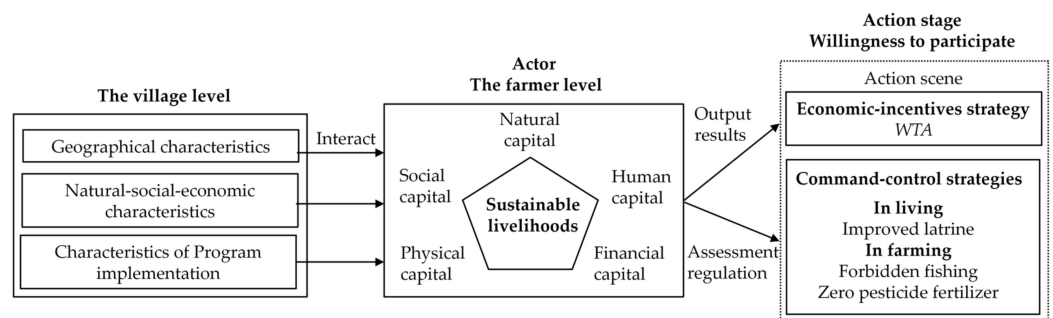 The village level
Geographical characteristics
Natural-social-economic
characteristics
Characteristics of Program
implementation
Interact
Actor
The farmer level
Natural
capital
Social
capital
Human
capital
Sustainable
livelihoods
Physical
capital
Financial
capital
Output
results
Assessment
regulation
Action stage
Willingness to participate
Action scene
Economic-incentives strategy
WTA
Command-control strategies
In living
Improved latrine
In farming
Forbidden fishing
Zero pesticide fertilizer